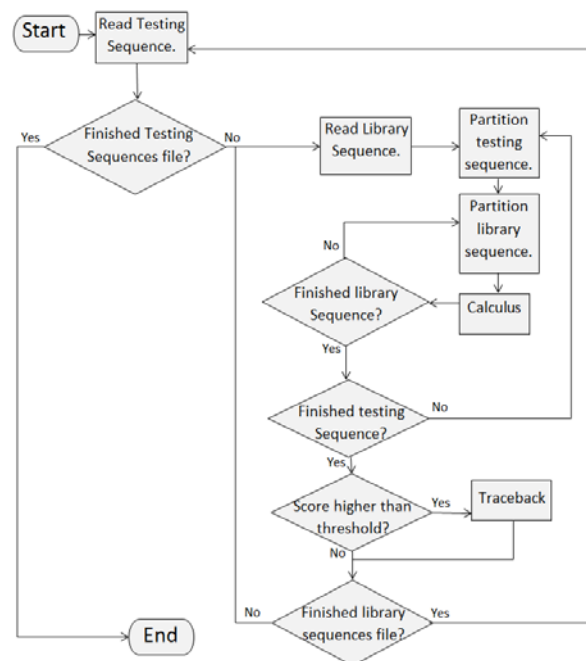 Start
Read Testing
Sequence.
Yes
Finished Testing
Sequences file?
No
Read Library
Sequence.
Partition
testing
sequence.
Partition
library
sequence.
No
Finished library
Sequence?
Calculus
Yes
Finished testing
Sequence?
No
Yes
Score higher than
threshold?
Yes
Traceback
No
No
Finished library
sequences file?
Yes
End